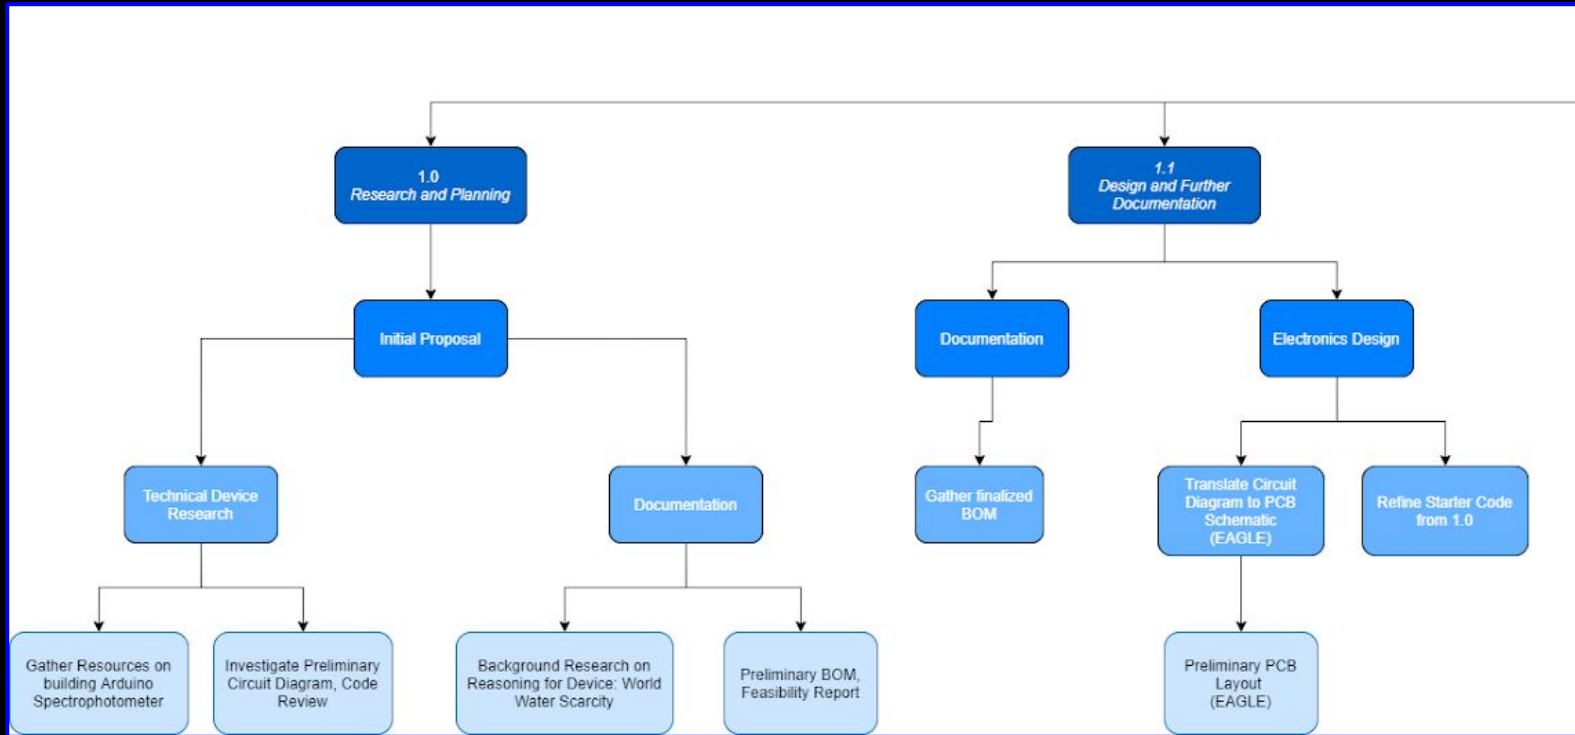 1.0
Research and Planning
1.1
Design and Further
Documentation
Initial Proposal
Documentation
Electronics Design
Technical Device
Research
Documentation
Gather finalized
BOM
Translate Circuit
Diagram to PCB
Schematic
(EAGLE)
Refine Starter Code
from 1.0
Gather Resources on
building Arduino
Spectrophotometer
Investigate Preliminary
Circuit Diagram, Code
Review
Background Research on
Reasoning for Device: World
Water Scarcity
Preliminary BOM,
Feasibility Report
Preliminary PCB
Layout
(EAGLE)